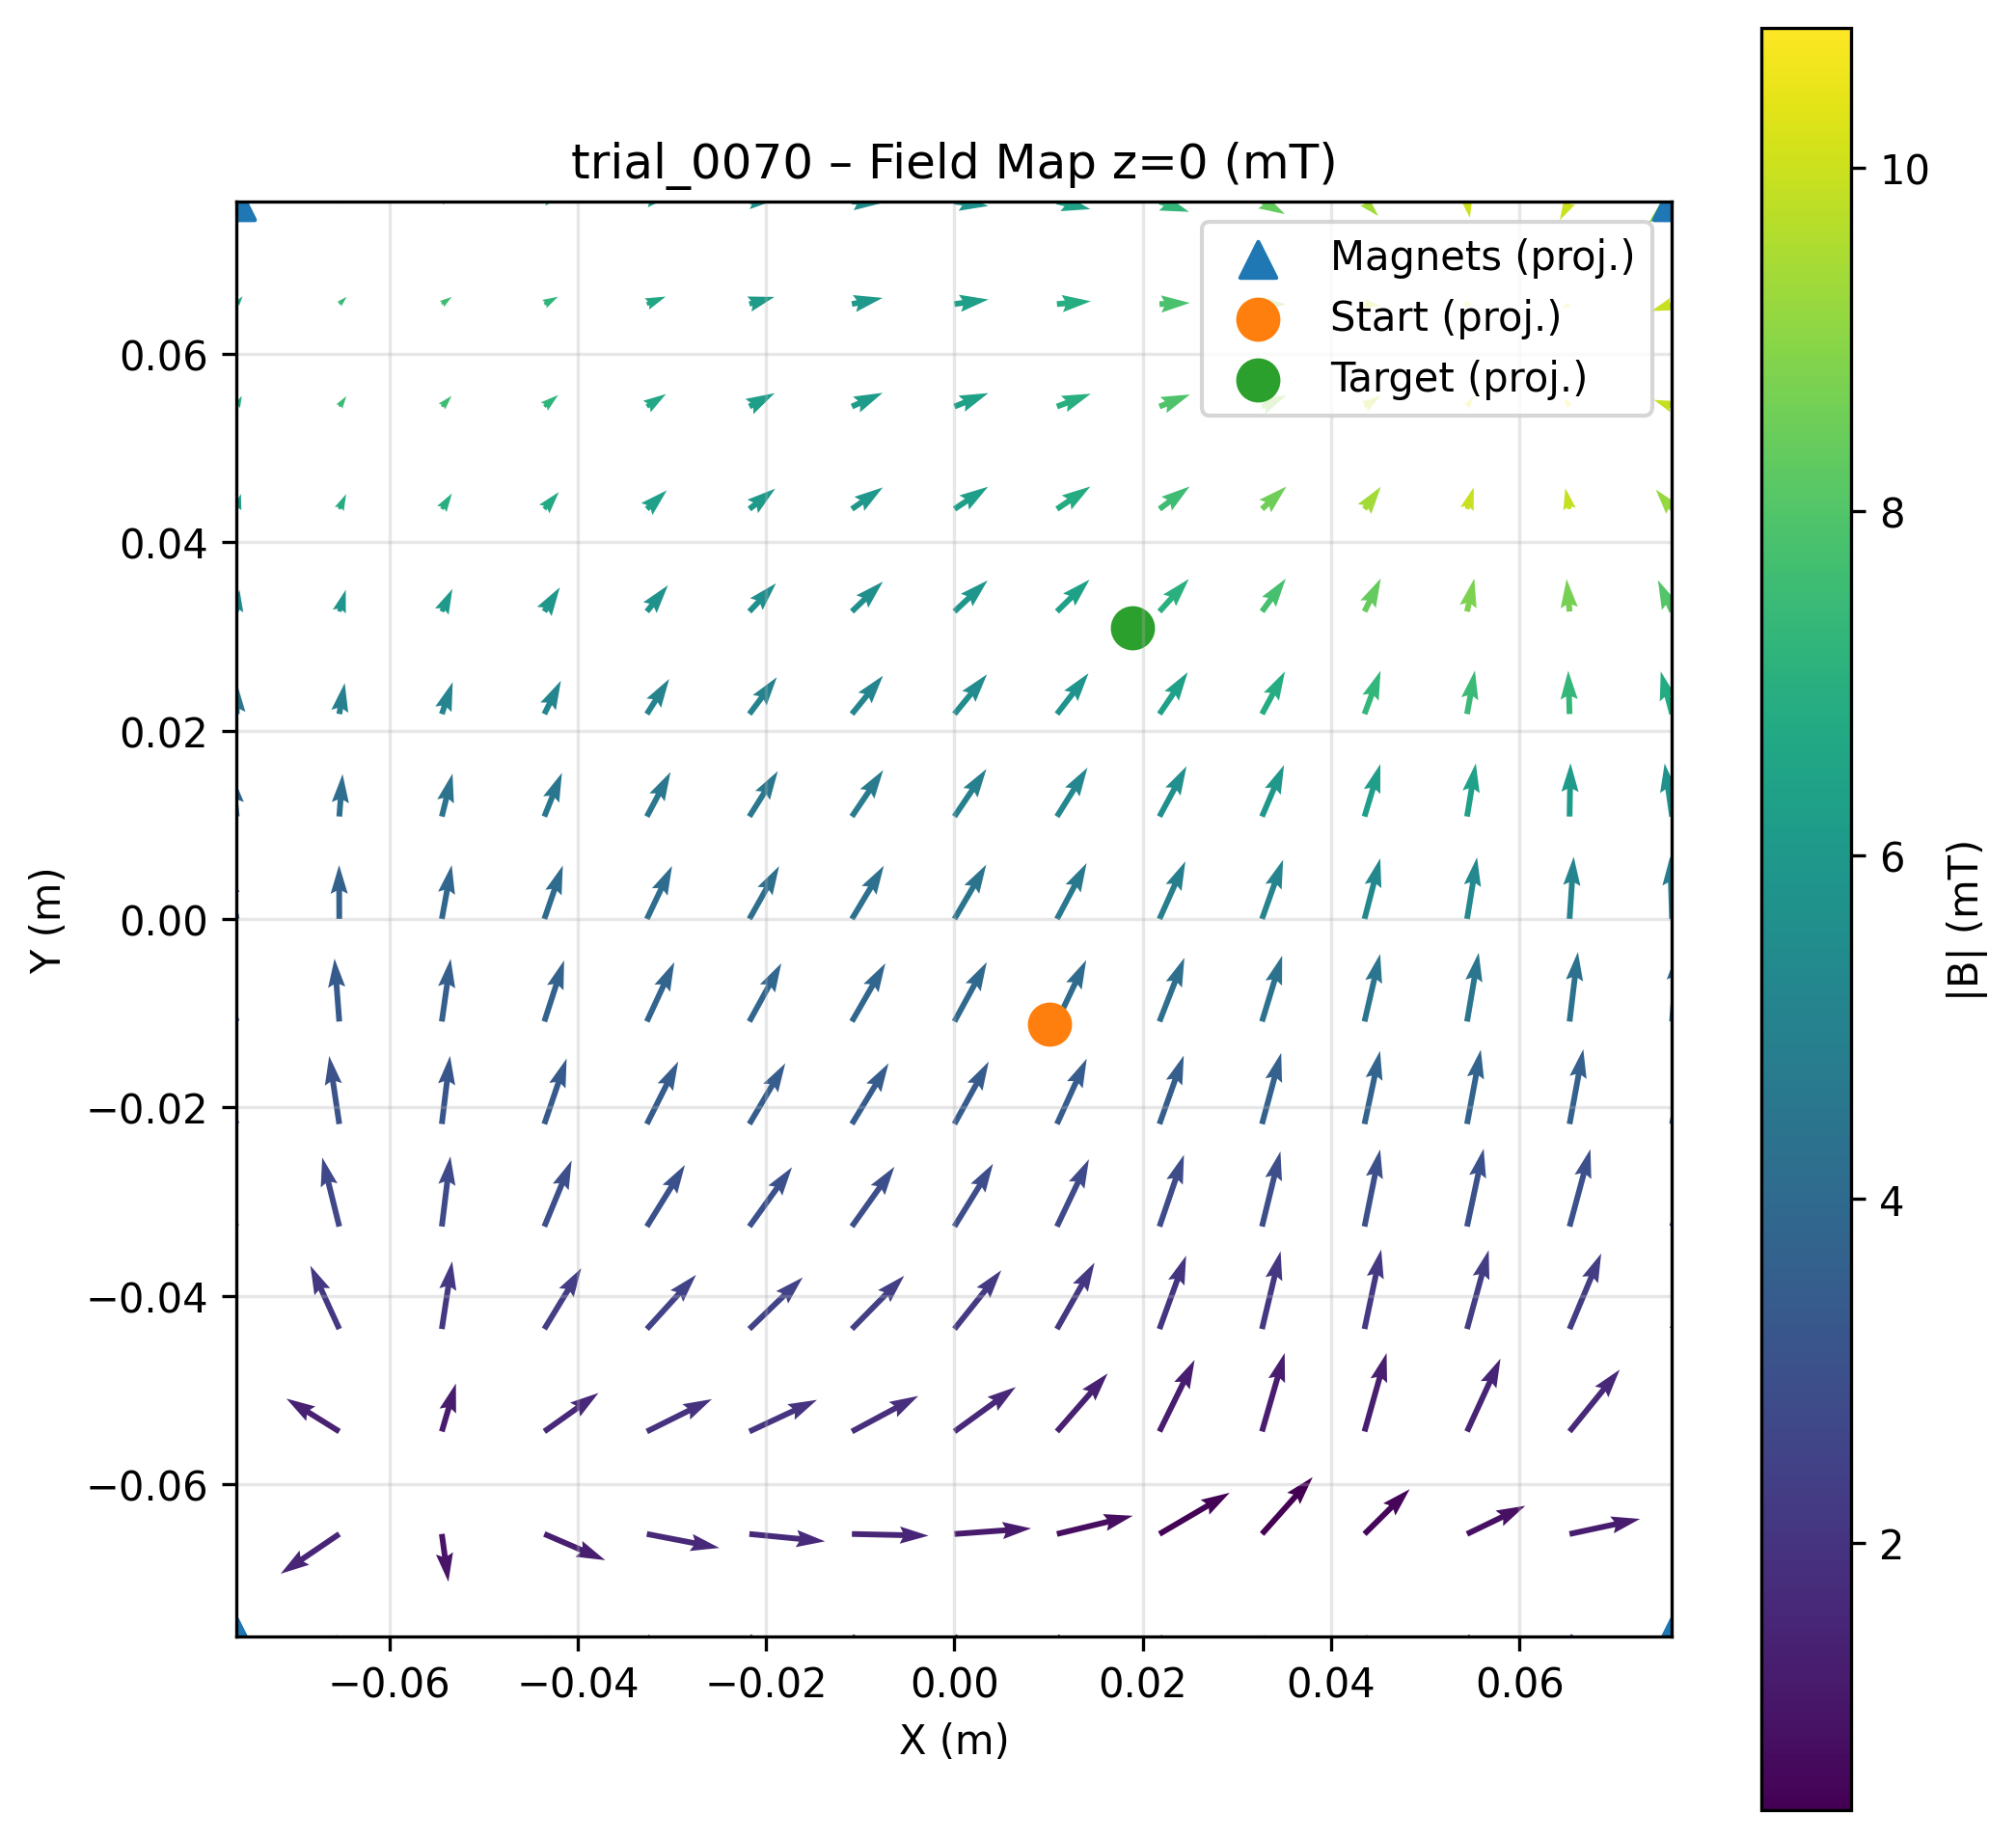 trial_0070 – Field Map z=0 (mT)
Magnets (proj.)
Start (proj.)
Target (proj.)
0.06
0.04
0.02
0.00
−0.02
−0.04
−0.06
Y (m)
−0.06
−0.04
−0.02
0.00
0.02
0.04
0.06
X (m)
10
8
6
4
2
|B| (mT)